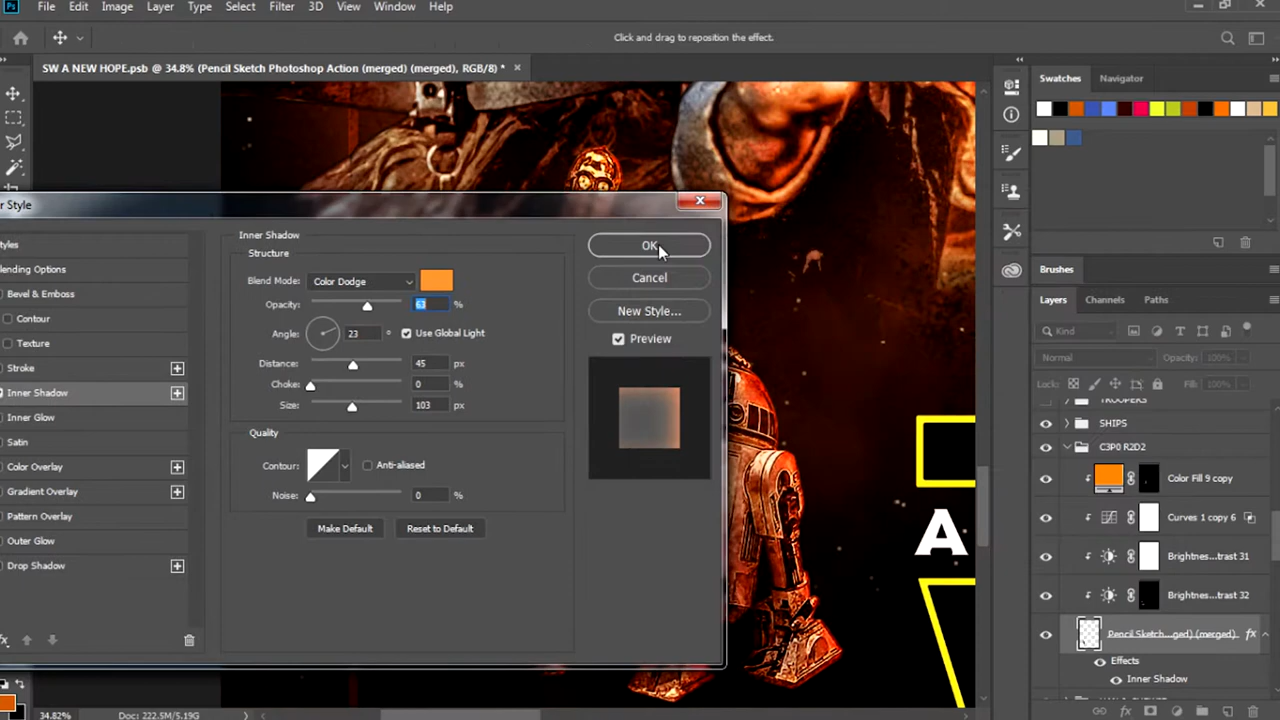 Ps File Edit Image Layer Type Select Filter 3D View Window Help
Click and drag to reposition the effect.
SW A NEW HOPE.psb @ 34.8% (Pencil Sketch Photoshop Action (merged) (merged), RGB/8) * ×
Swatches Navigator
r Style
Inner Shadow
Structure
Blend Mode: Color Dodge
Opacity: 63 %
Angle: 23 ° Use Global Light
Distance: 45 px
Choke: 0 %
Size: 103 px
Quality
Contour: Anti-aliased
Noise: 0 %
Make Default Reset to Default
tyles
lending Options
Bevel & Emboss
Contour
Texture
Stroke
Inner Shadow
Inner Glow
Satin
Color Overlay
Gradient Overlay
Pattern Overlay
Outer Glow
Drop Shadow
fx
OK
Cancel
New Style...
Preview
A
Brushes
Layers Channels Paths
Kind
Normal Opacity: 100%
Lock: Fill: 100%
TROOPERS
SHIPS
C3P0 R2D2
Color Fill 9 copy
Curves 1 copy 6
Brightnes...trast 31
Brightnes...trast 32
Pencil Sketch...ged) (merged) fx
Effects
Inner Shadow
fx
34.82% Doc: 222.5M/5.19G